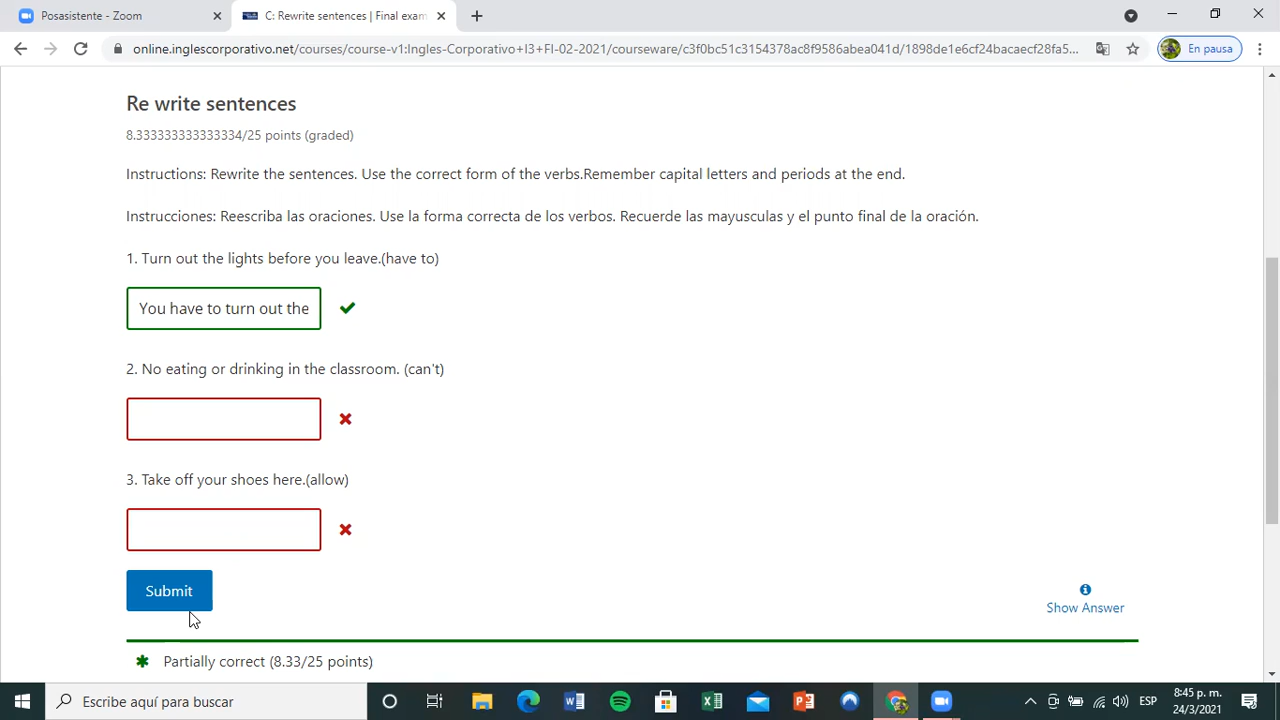 Posasistente - Zoom
C: Rewrite sentences | Final exam
online.inglescorporativo.net/courses/course-v1:Ingles-Corporativo+I3+FI-02-2021/courseware/c3f0bc51c3154378ac8f9586abea041d/1898de1e6cf24bacaecf28fa5...
En pausa
Re write sentences
8.333333333333334/25 points (graded)
Instructions: Rewrite the sentences. Use the correct form of the verbs.Remember capital letters and periods at the end.
Instrucciones: Reescriba las oraciones. Use la forma correcta de los verbos. Recuerde las mayusculas y el punto final de la oración.
1. Turn out the lights before you leave.(have to)
You have to turn out the
2. No eating or drinking in the classroom. (can't)
3. Take off your shoes here.(allow)
Submit
Show Answer
Partially correct (8.33/25 points)
Escribe aquí para buscar
ESP
8:45 p. m.
24/3/2021